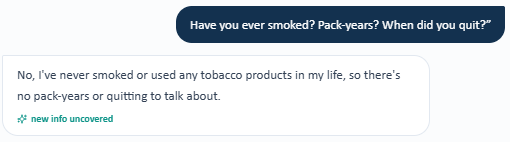 Have you ever smoked? Pack-years? When did you quit?”
No, I've never smoked or used any tobacco products in my life, so there's
no pack-years or quitting to talk about.
new info uncovered